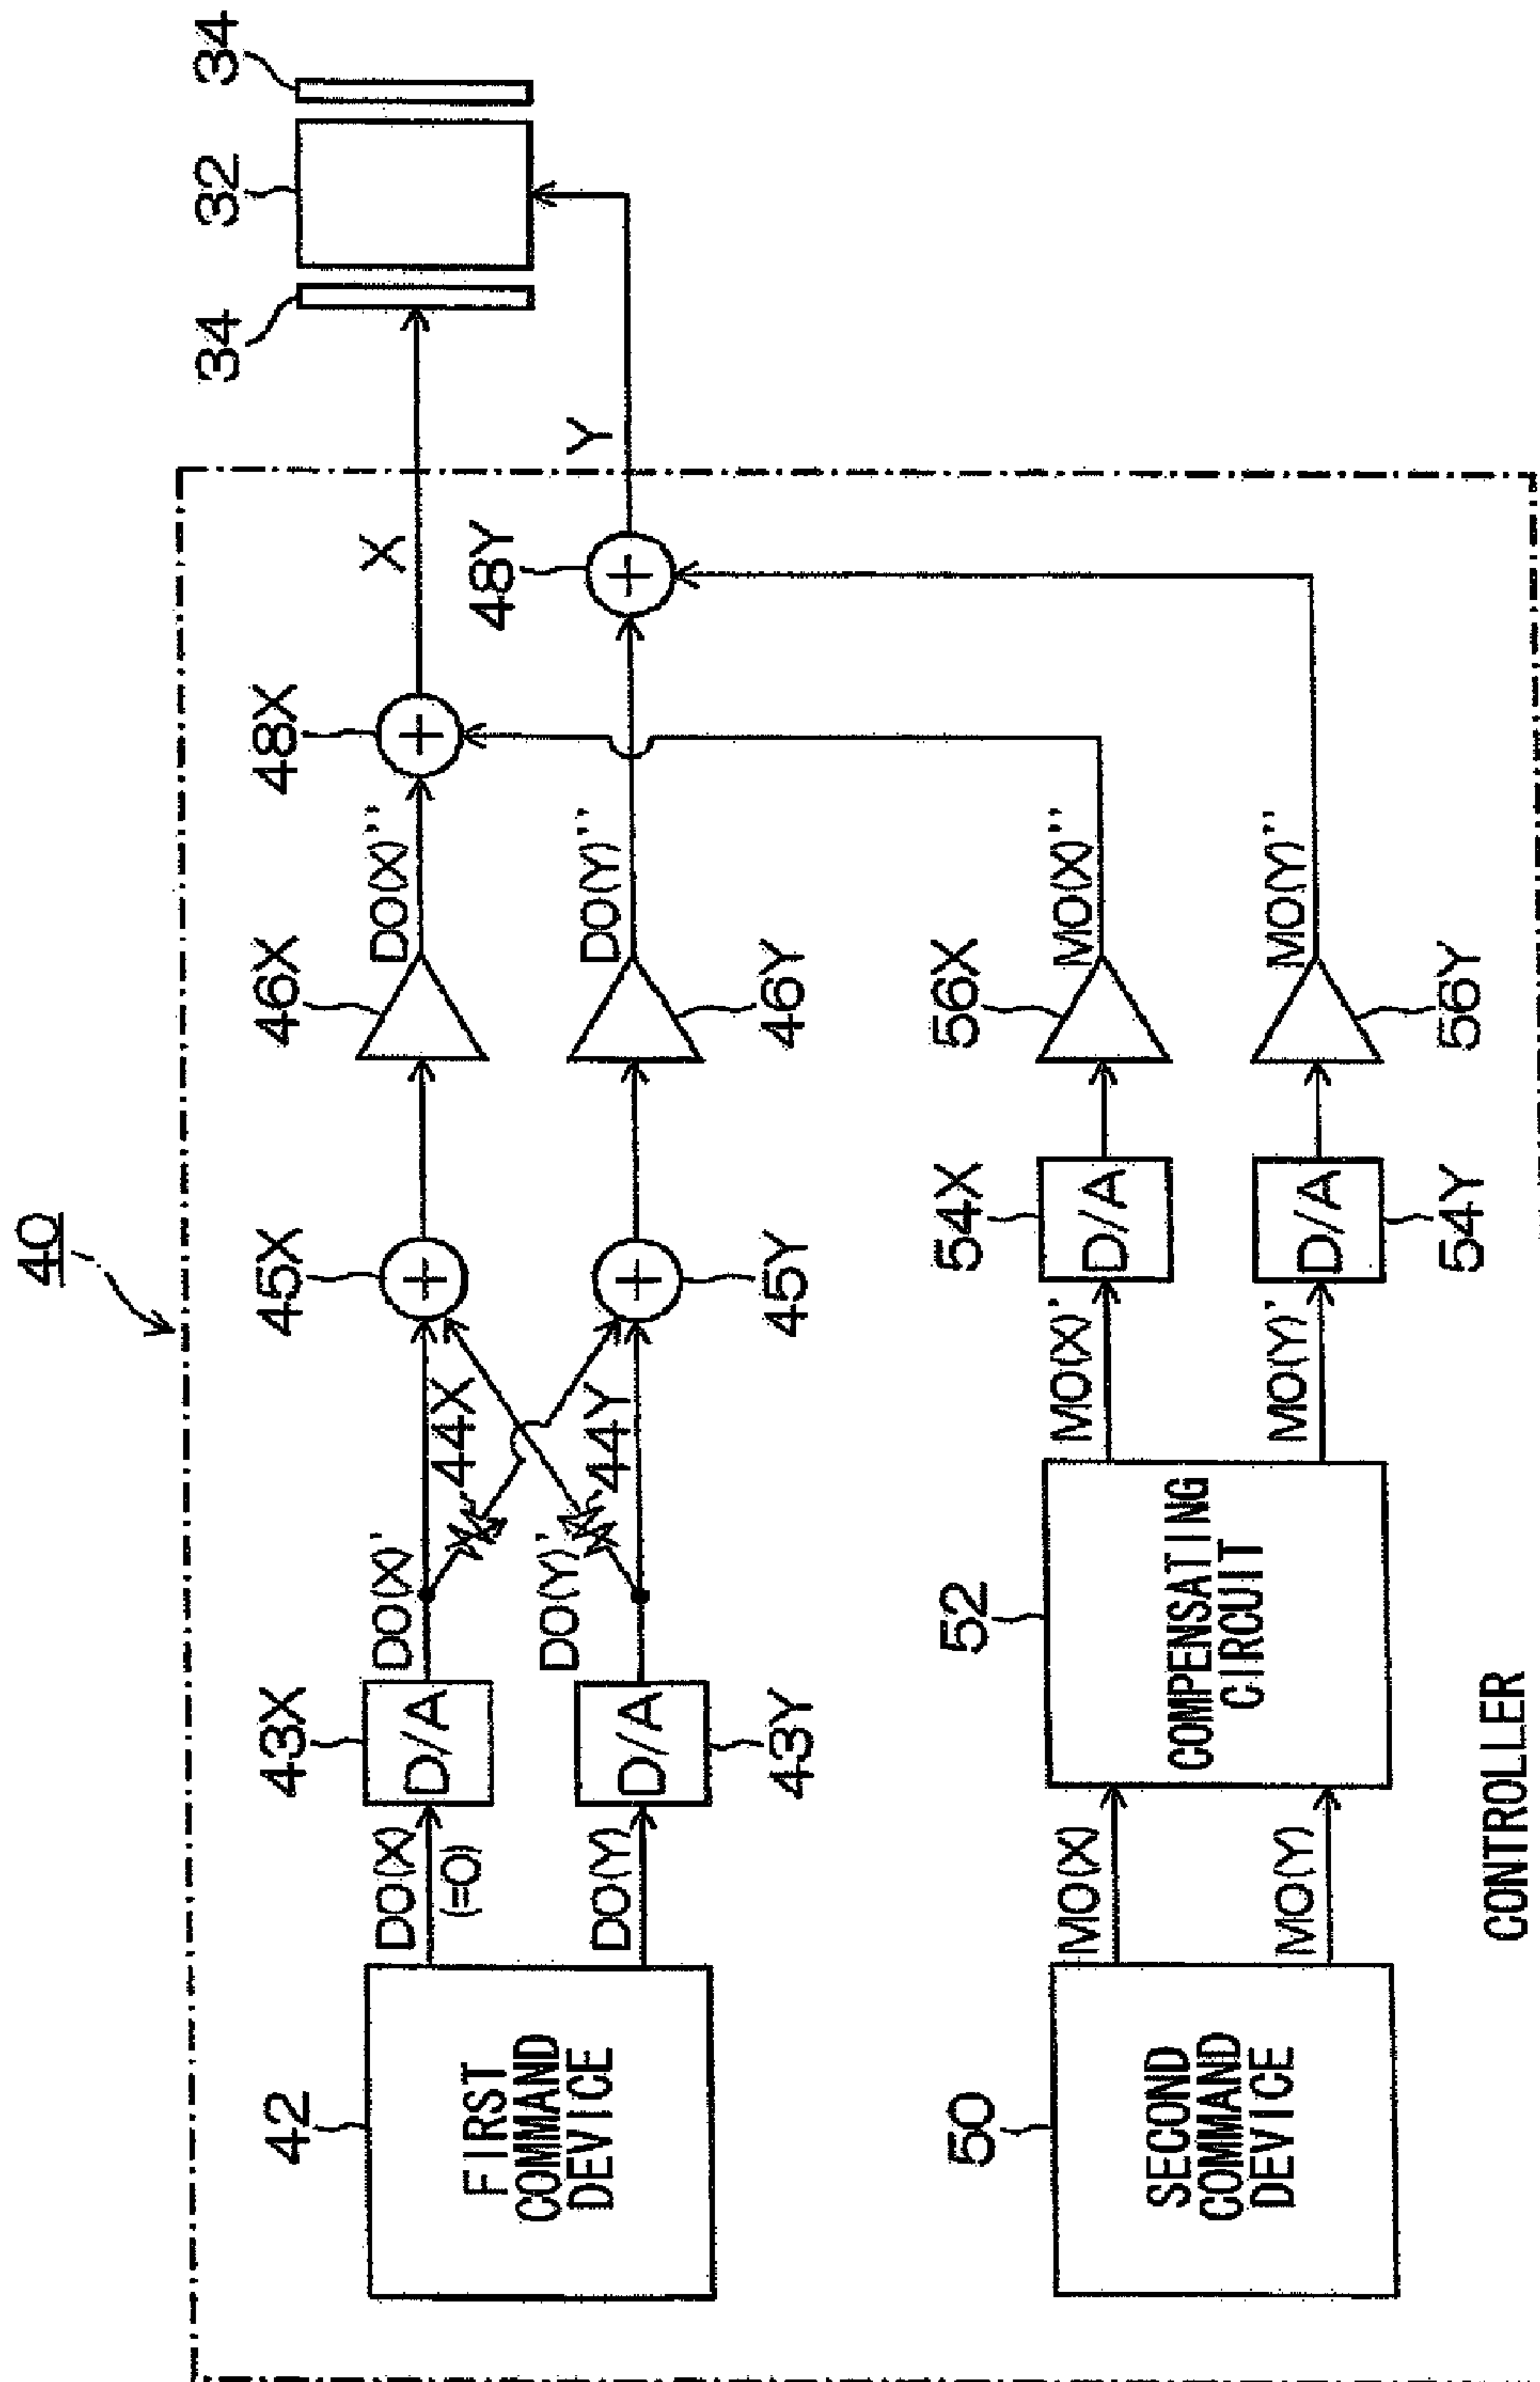 40
42
FIRST
COMMAND
DEVICE
DO(X)
(=0)
DO(Y)
43X
D/A
43Y
D/A
DO(X)'
DO(Y)'
44X
44Y
45X
+
45Y
+
46X
46Y
DO(X)''
DO(Y)''
48X
+
48Y
+
X
Y
34
32
34
50
SECOND
COMMAND
DEVICE
MO(X)
MO(Y)
52
COMPENSATING
CIRCUIT
MO(X)'
MO(Y)'
54X
D/A
54Y
D/A
56X
56Y
MO(X)''
MO(Y)''
CONTROLLER